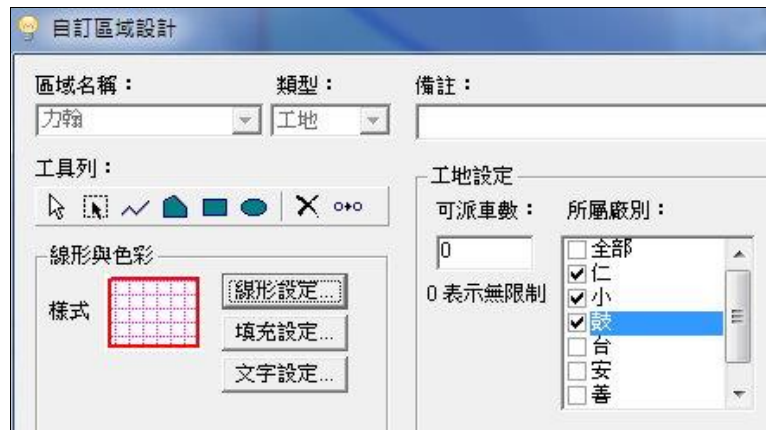 自訂區域設計
區域名稱： 類型： 備註：
力翰 工地
工具列：
工地設定
可派車數： 所屬廠別：
0
0 表示無限制
全部
仁
小
鼓
台
安
善
線形與色彩
樣式
線形設定...
填充設定...
文字設定...